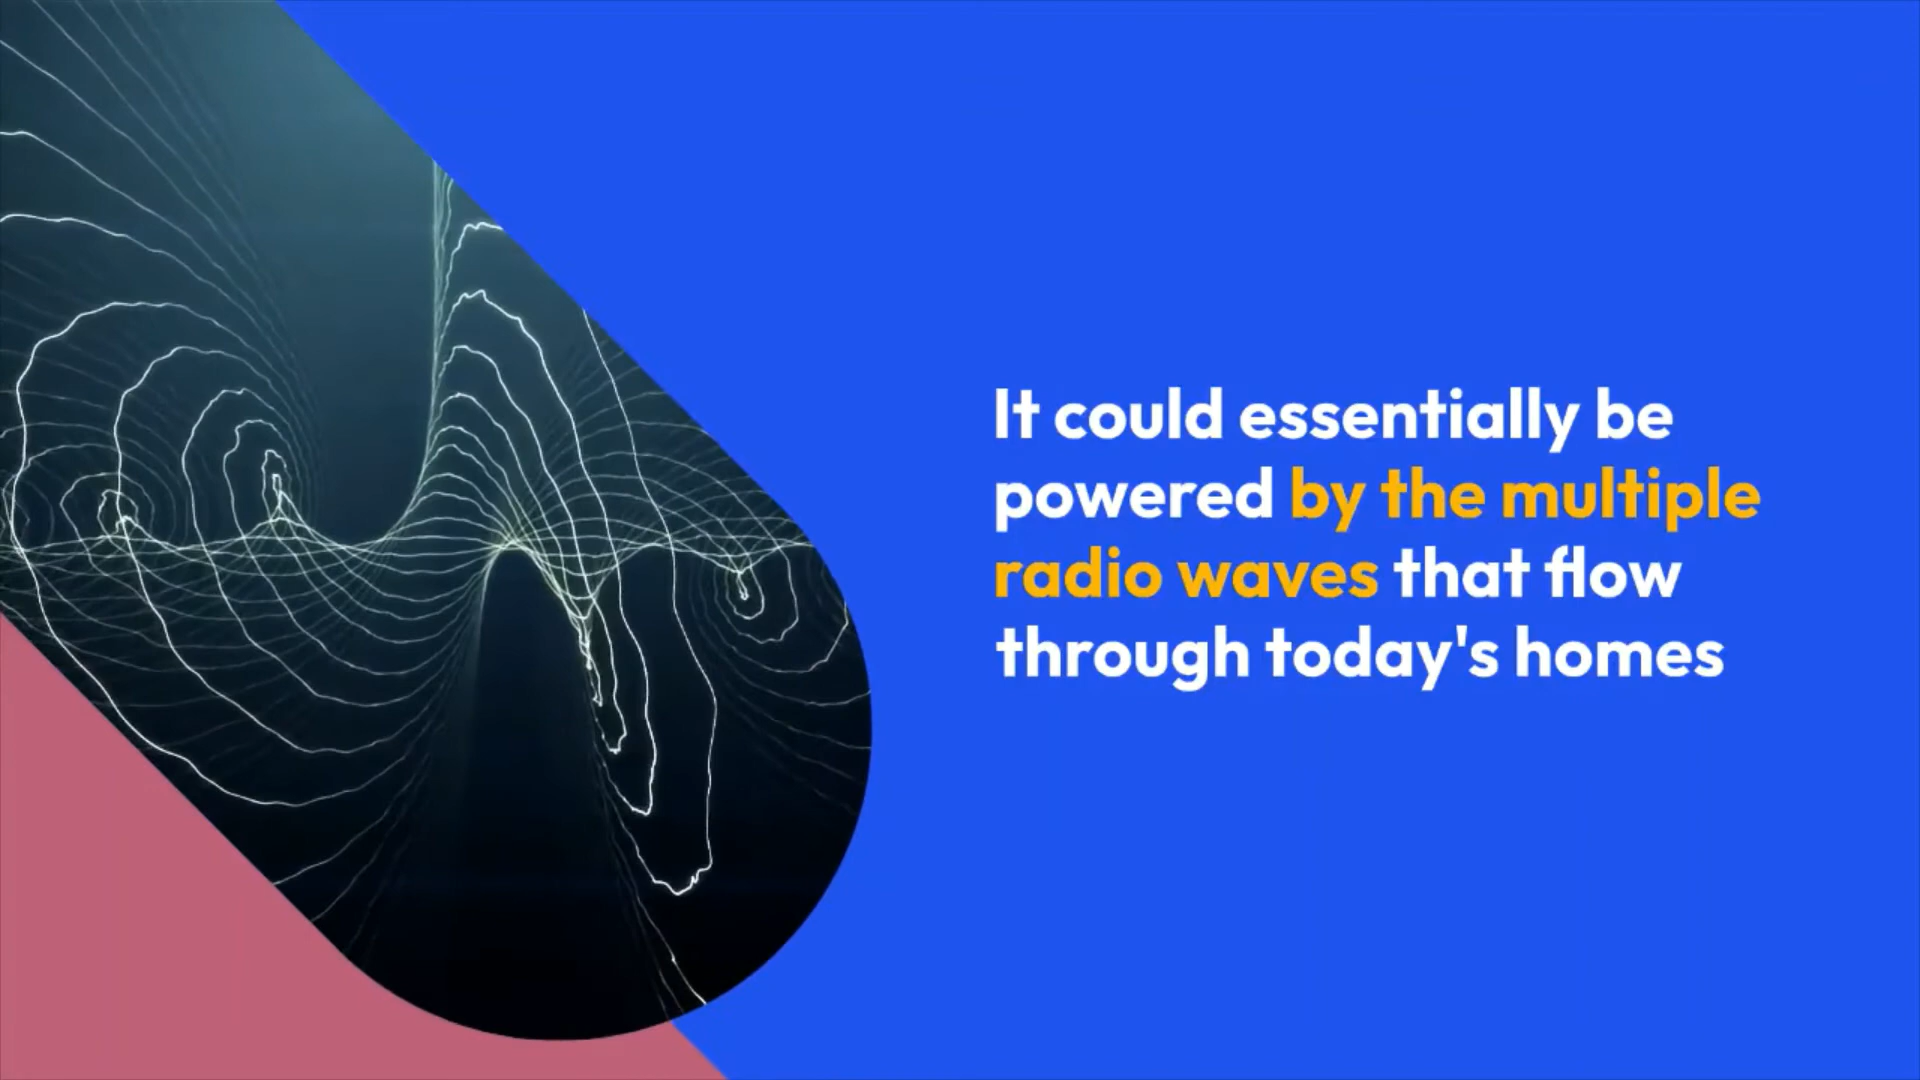 It could essentially be
powered by the multiple
radio waves that flow
through today's homes